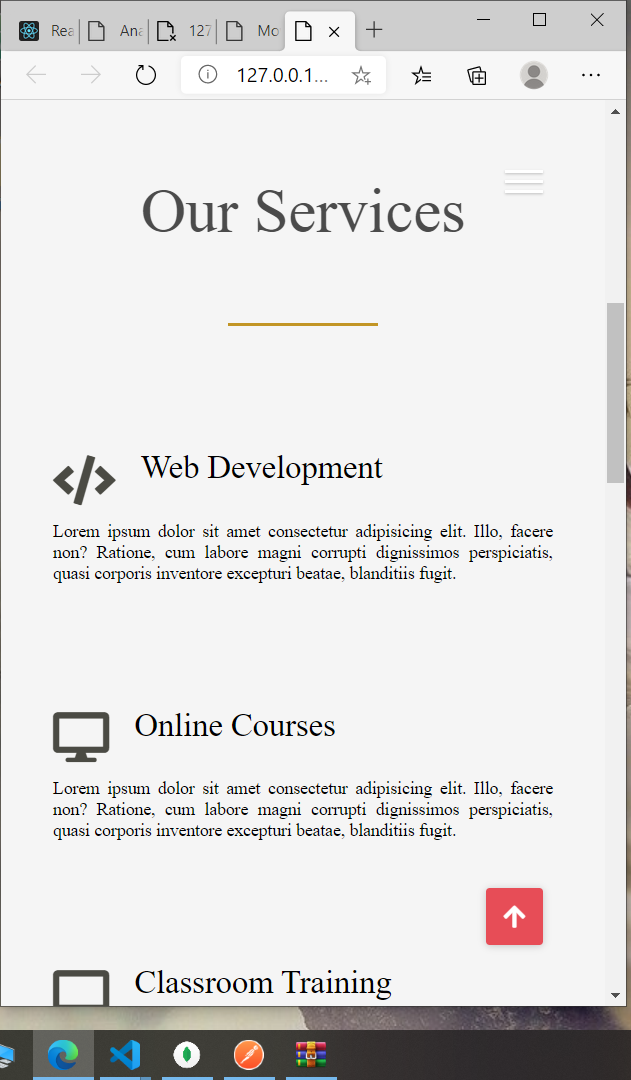 Rea
Ana
127
Mo
127.0.0.1...
Our Services
Web Development
Lorem ipsum dolor sit amet consectetur adipisicing elit. Illo, facere
non? Ratione, cum labore magni corrupti dignissimos perspiciatis,
quasi corporis inventore excepturi beatae, blanditiis fugit.
Online Courses
Lorem ipsum dolor sit amet consectetur adipisicing elit. Illo, facere
non? Ratione, cum labore magni corrupti dignissimos perspiciatis,
quasi corporis inventore excepturi beatae, blanditiis fugit.
Classroom Training